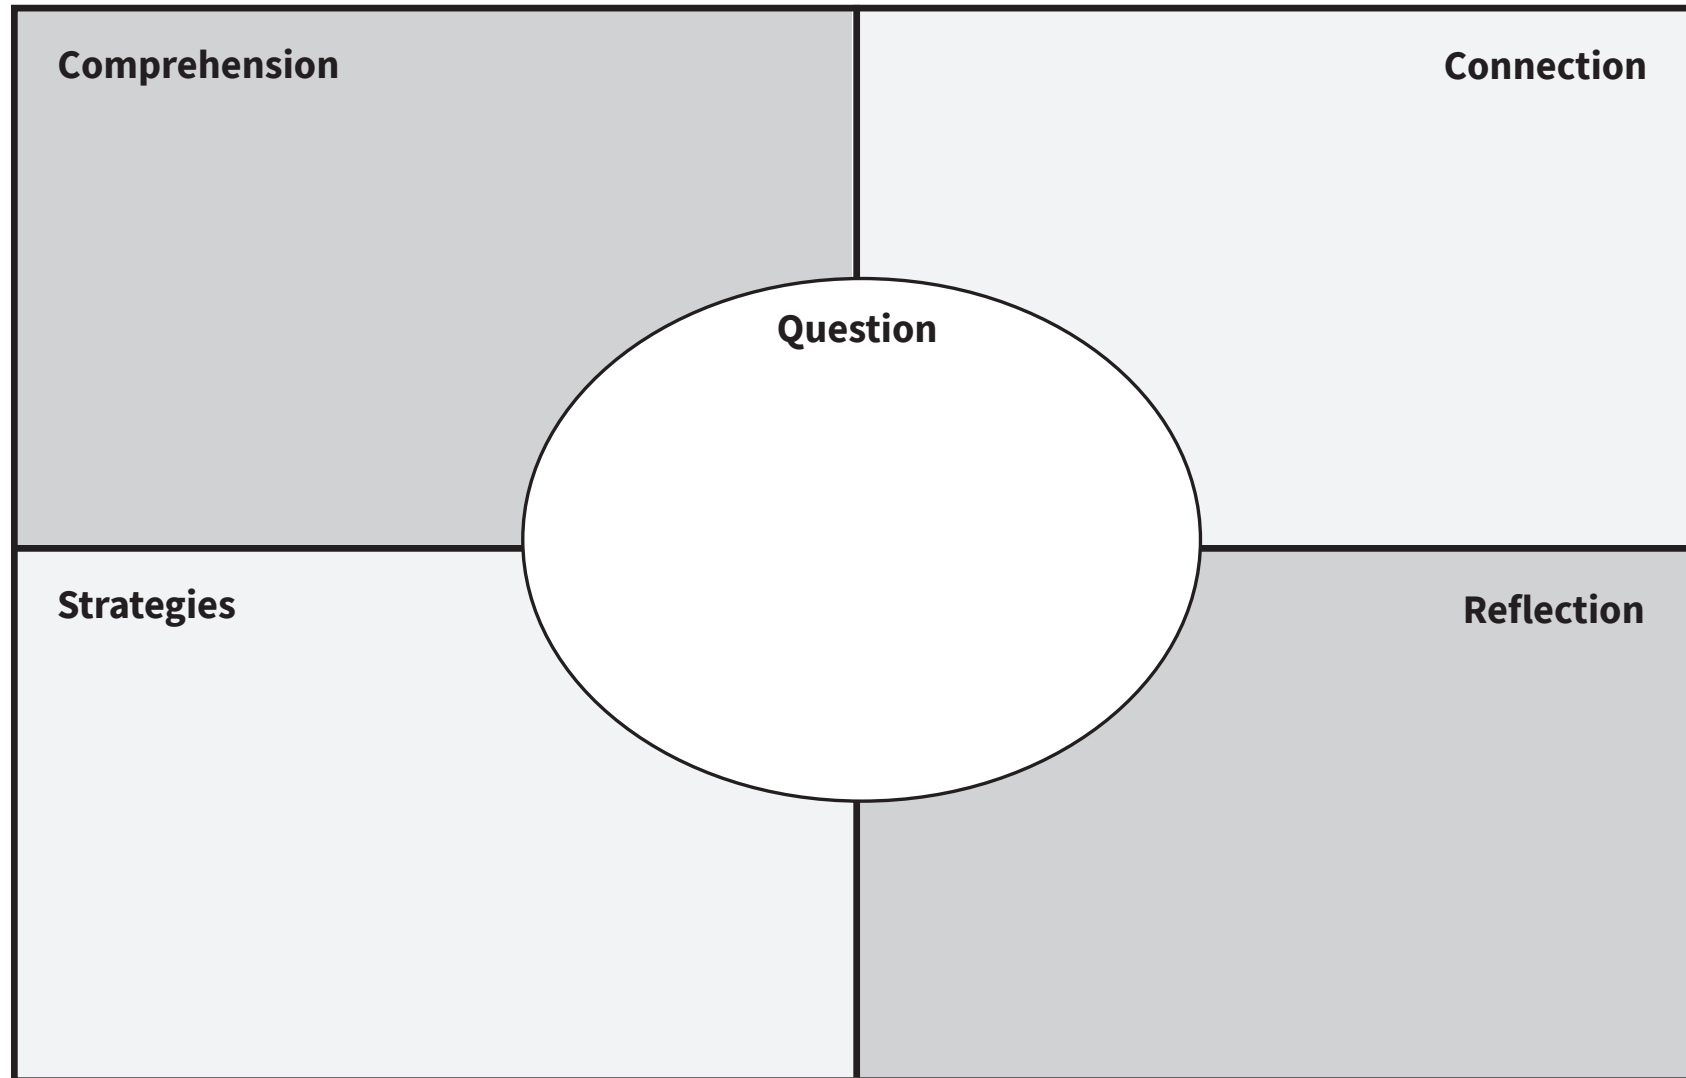 Comprehension
Connection
Question
Strategies
Reflection